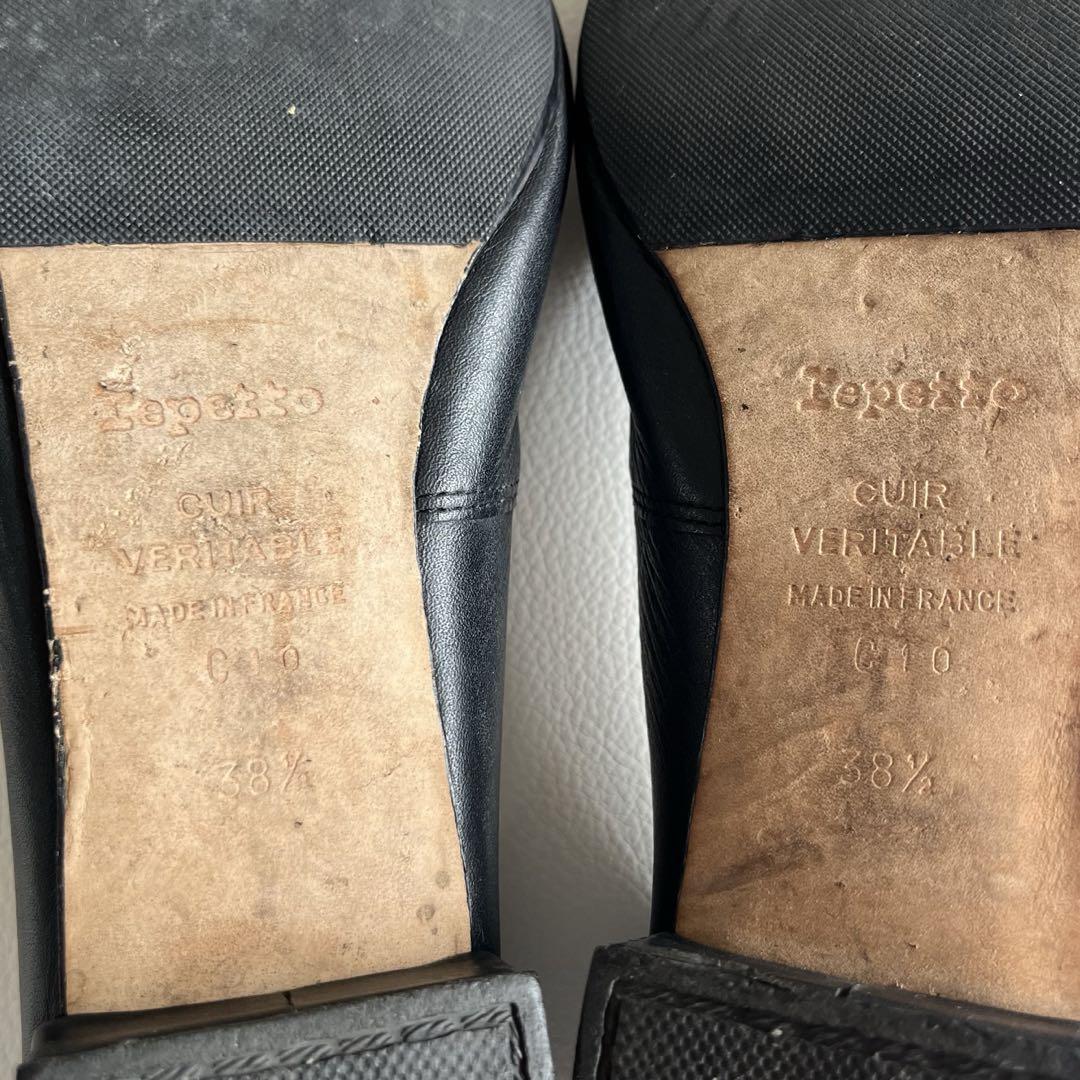 repetto
CUIR
VERITABLE
MADE IN FRANCE
C10
38½
repetto
CUIR
VERITABLE
MADE IN FRANCE
C10
38½